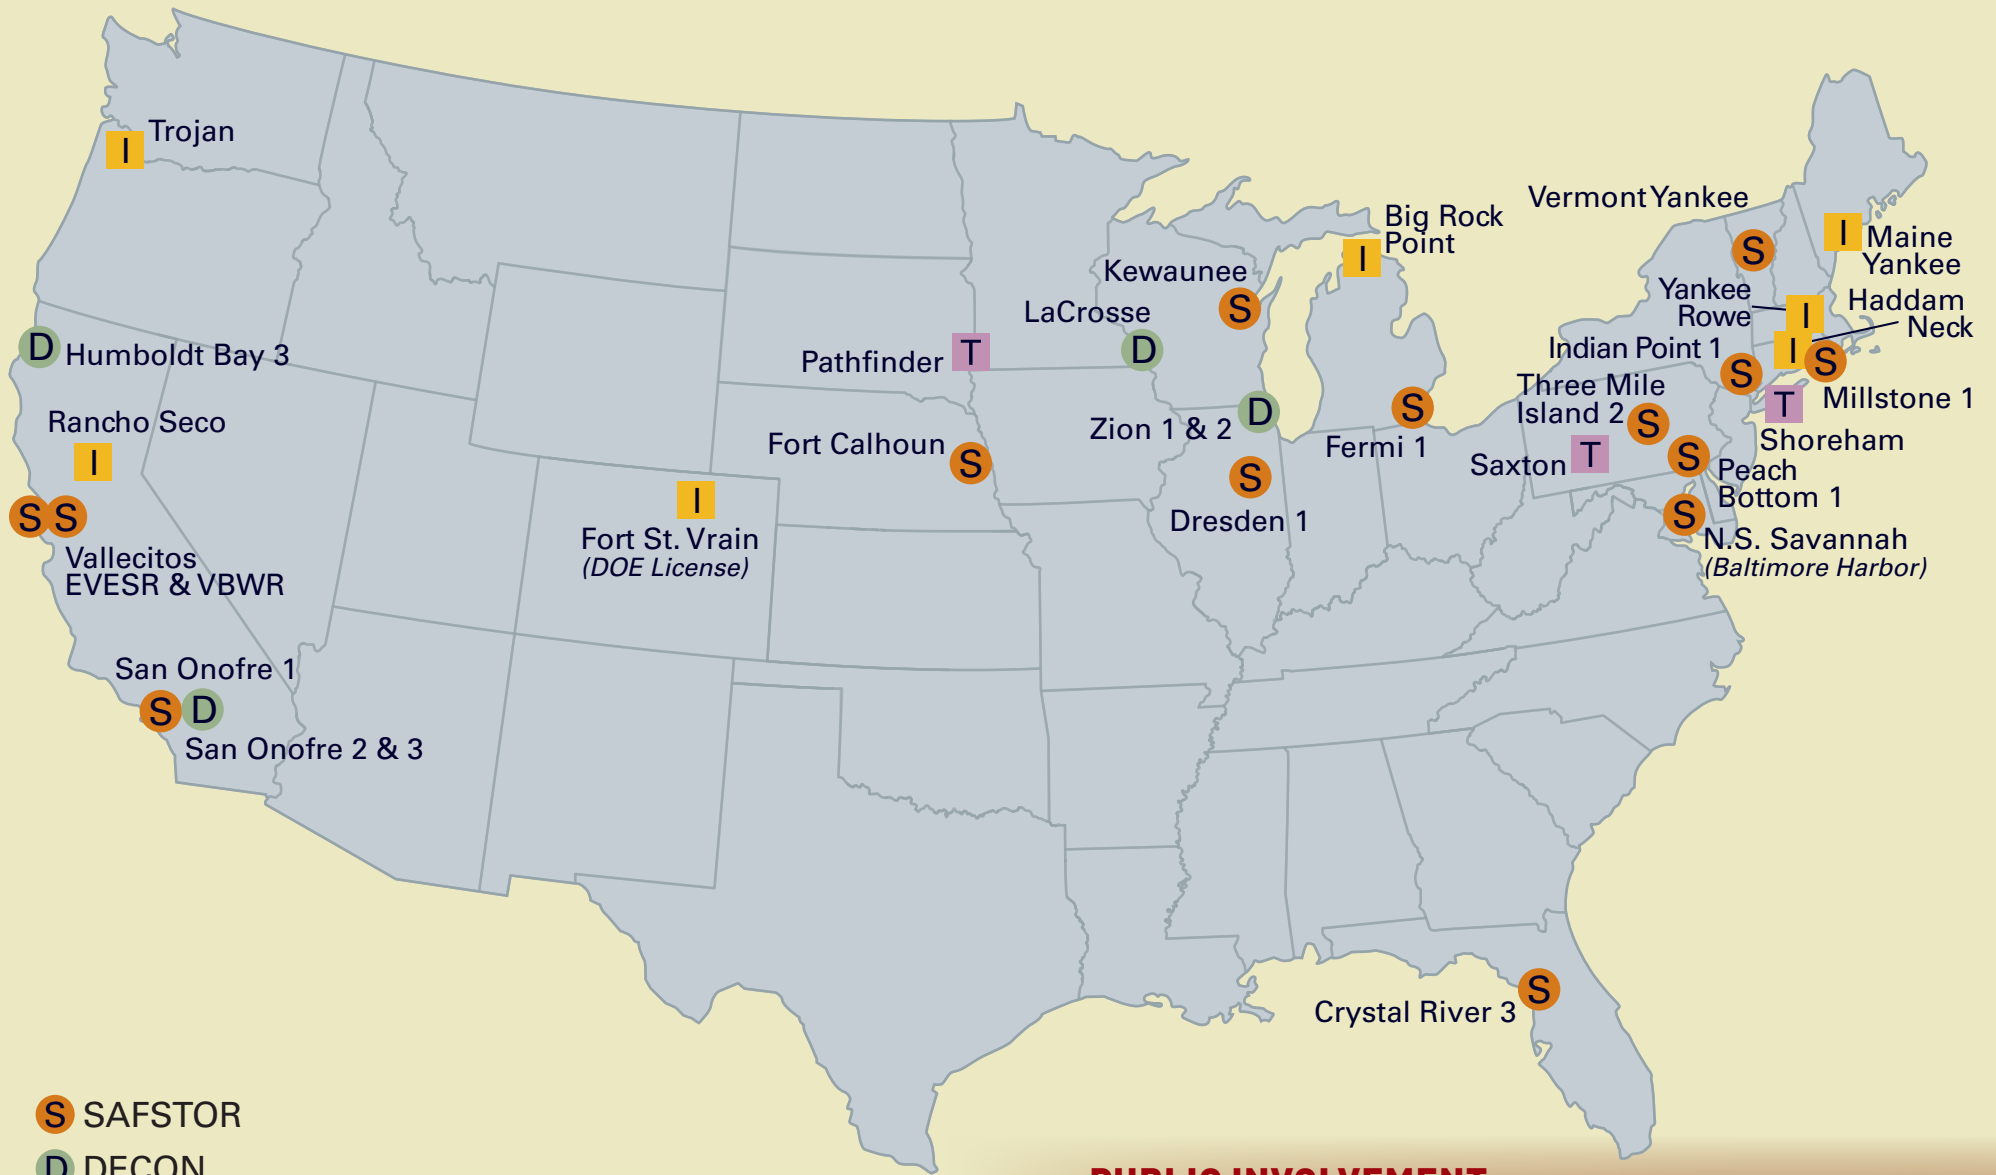 Trojan
I
Vermont Yankee
S
I
Maine
Yankee
Big Rock
Point
I
Kewaunee
S
LaCrosse
D
Yankee
Rowe
I
Haddam
Neck
I
D
Humboldt Bay 3
Pathfinder
T
Indian Point 1
S
S
Millstone 1
Three Mile
Island 2
S
T
Shoreham
Rancho Seco
I
Zion 1 & 2
D
S
Fermi 1
Fort Calhoun
S
Saxton
T
S
Peach
Bottom 1
S
Dresden 1
I
Fort St. Vrain
(DOE License)
S
N.S. Savannah
(Baltimore Harbor)
S
S
Vallecitos
EVESR & VBWR
San Onofre 1
S
D
San Onofre 2 & 3
Crystal River 3
S
S SAFSTOR
D DECON
PUBLIC INVOLVEMENT